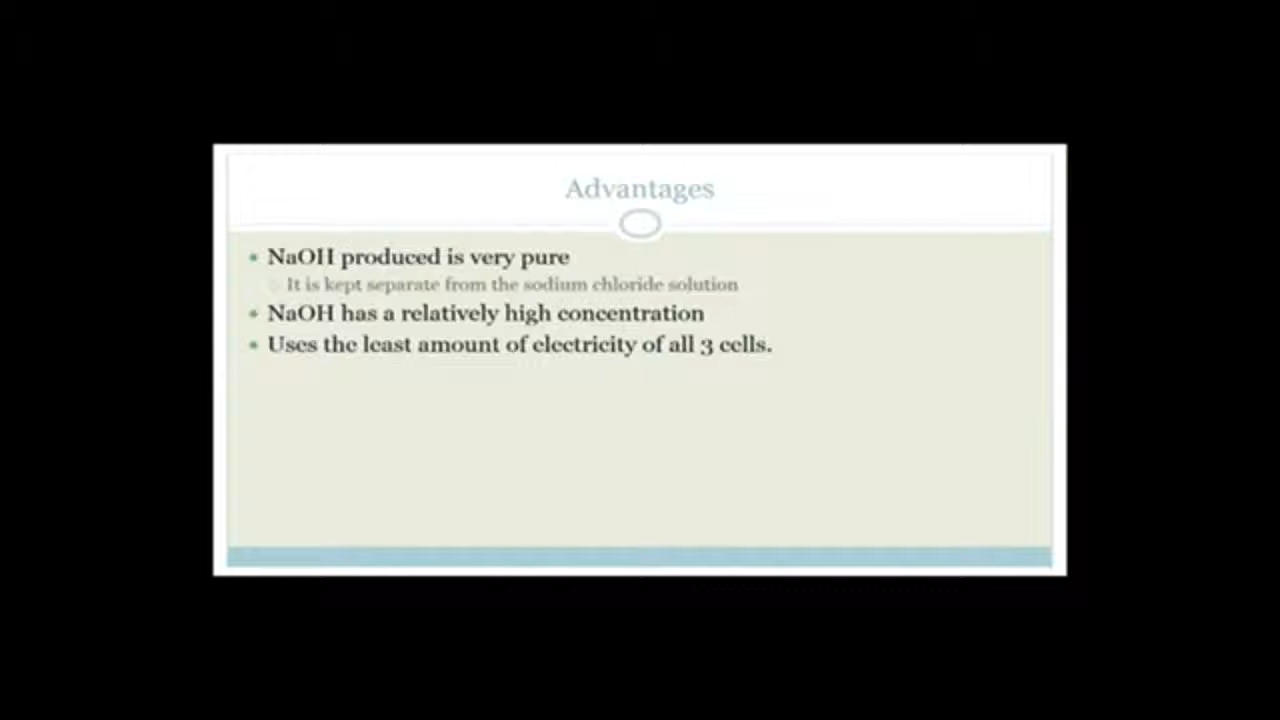 Advantages
NaOH produced is very pure
It is kept separate from the sodium chloride solution
NaOH has a relatively high concentration
Uses the least amount of electricity of all 3 cells.